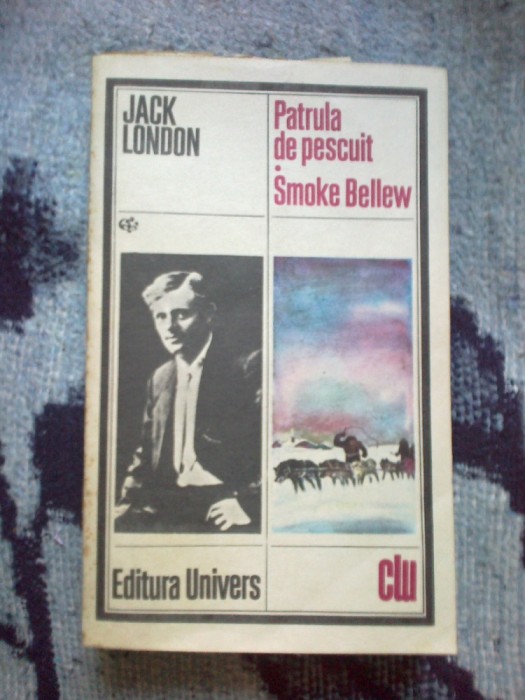 JACK
LONDON
Patrula
de pescuit
•
Smoke Bellew
Editura Univers
clu